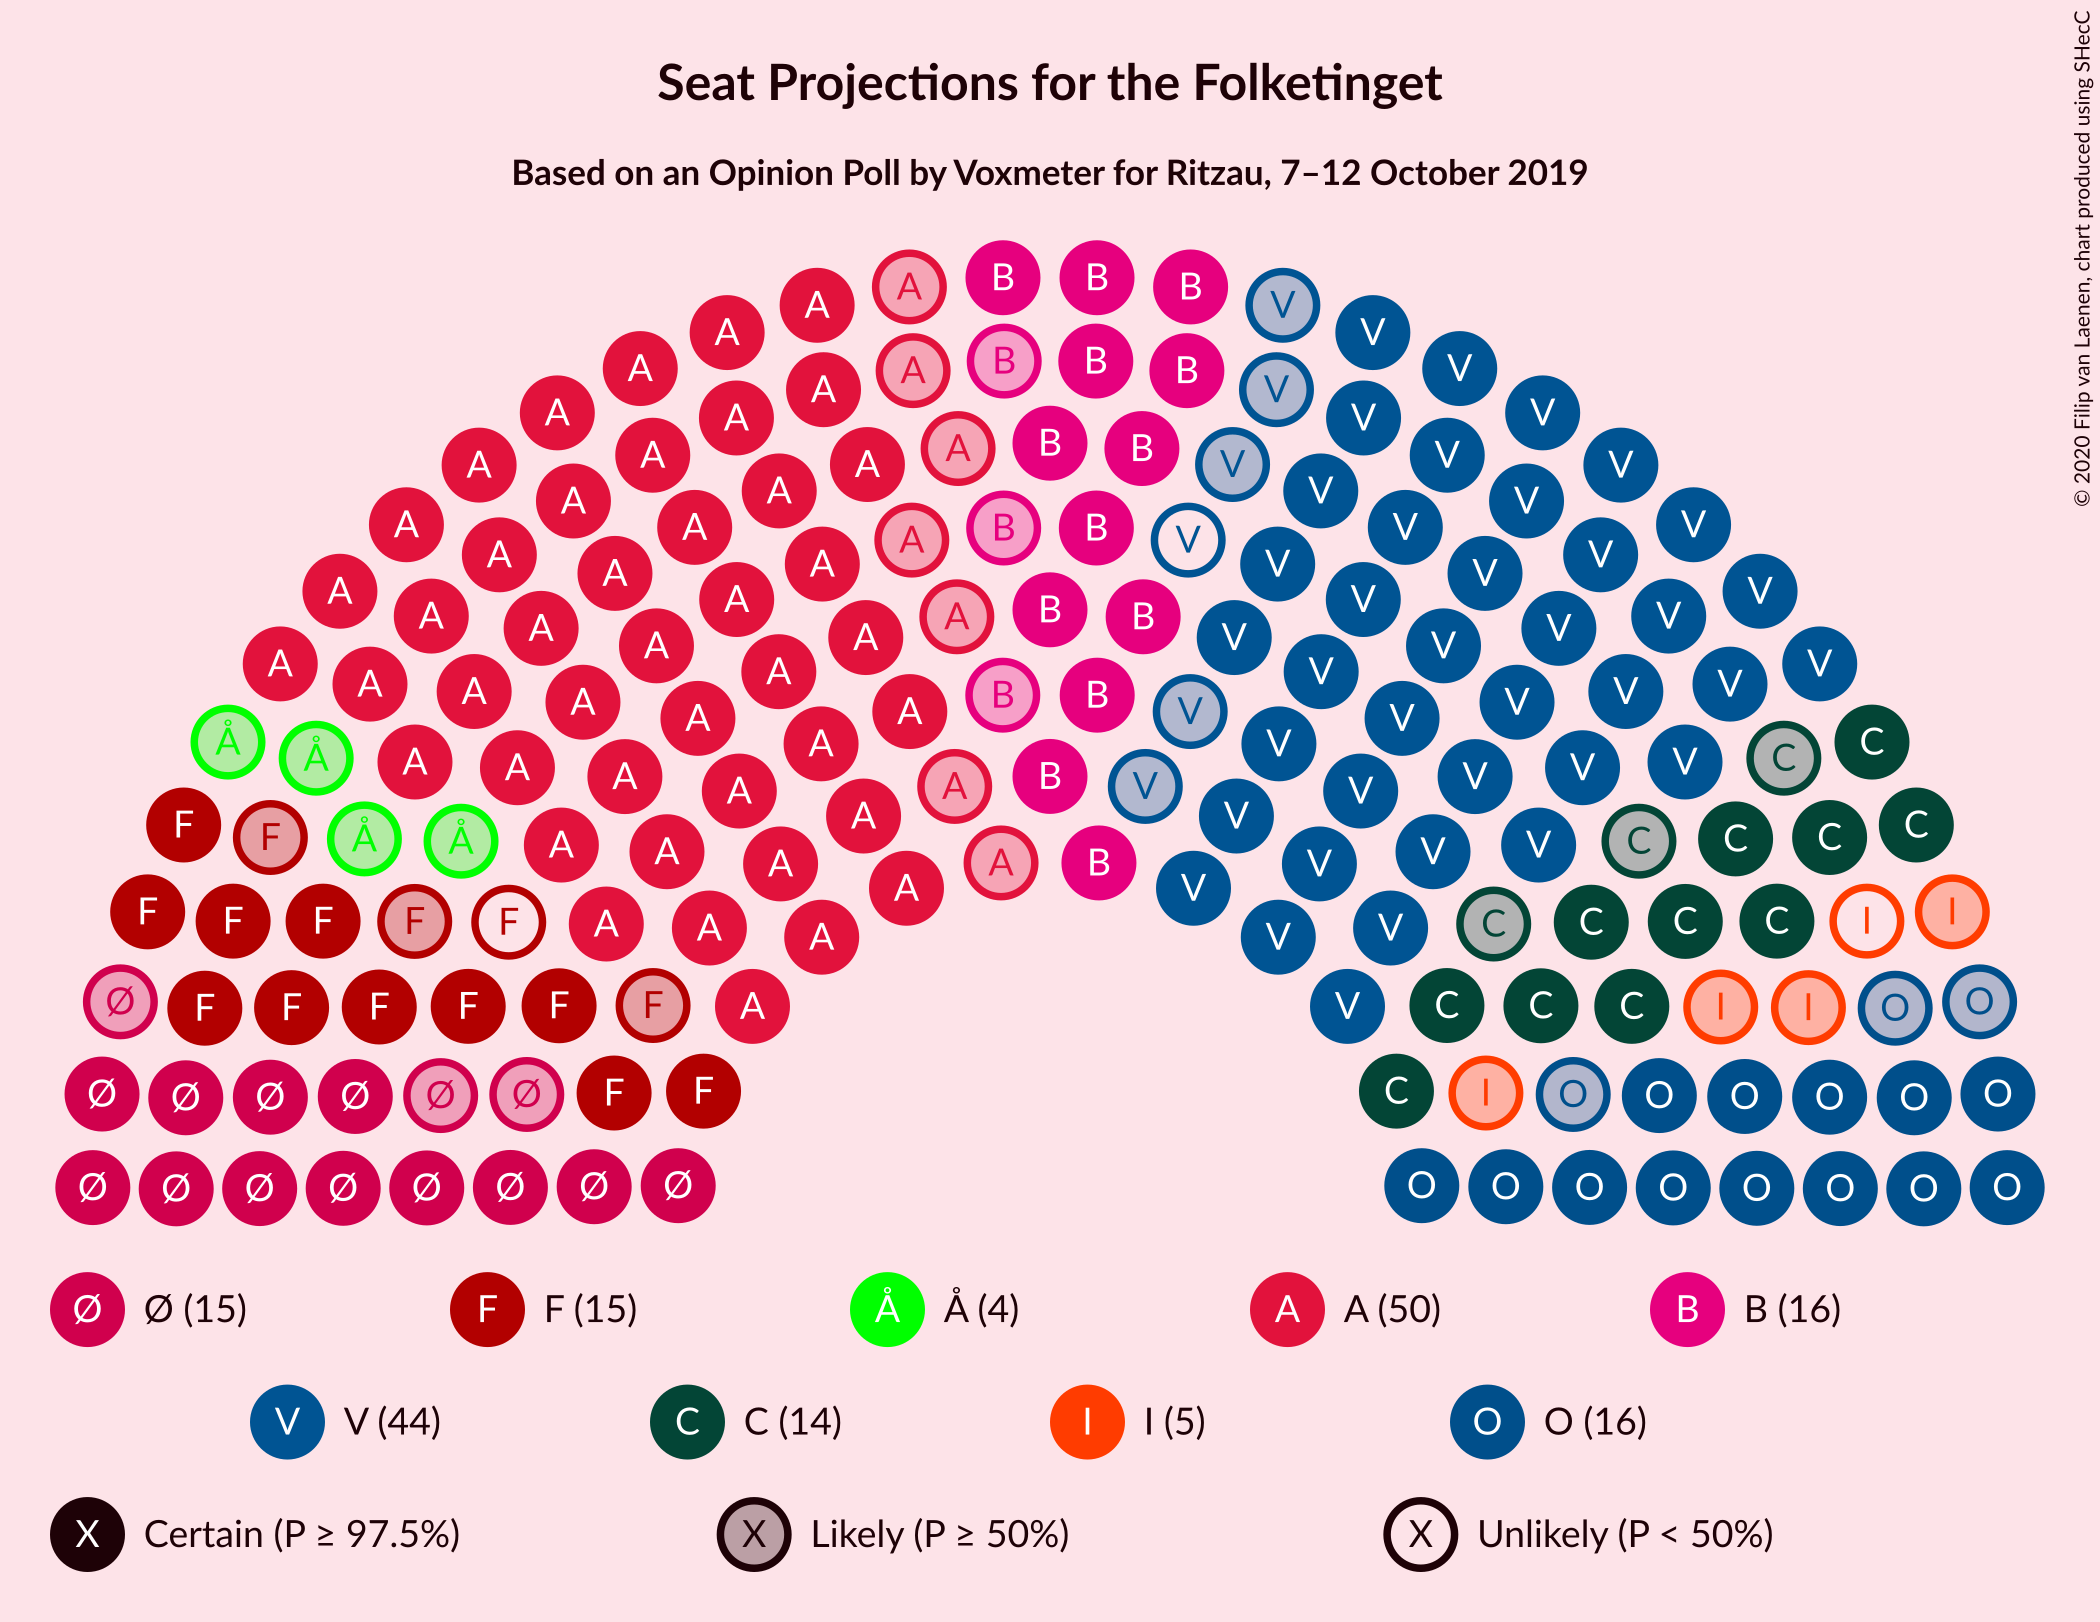 Seat Projections for the Folketinget
Based on an Opinion Poll by Voxmeter for Ritzau, 7–12 October 2019
© 2020 Filip van Laenen, chart produced using SHecC
A B B B
A V
A V
A A B B B V
A V
A A V V
A A A A B B V V V
A A V V
A A A B B V V V
A A A V V V
A A V V
A A A A B B V V V
A A A V V V
A A A A A B B V V V V V
Å Å A A A A A A B V V V V V V C C
F F Å Å A A A A A B V V V V C C C C
F F F F F A A A A V V V C C C C I I
Ø F F F F F F A V C C C I I O O
Ø Ø Ø Ø Ø Ø F F C I O O O O O O
Ø Ø Ø Ø Ø Ø Ø Ø O O O O O O O O
Ø Ø (15) F F (15) Å Å (4) A A (50) B B (16)
V V (44) C C (14) I I (5) O O (16)
X Certain (P ≥ 97.5%) X Likely (P ≥ 50%) X Unlikely (P < 50%)